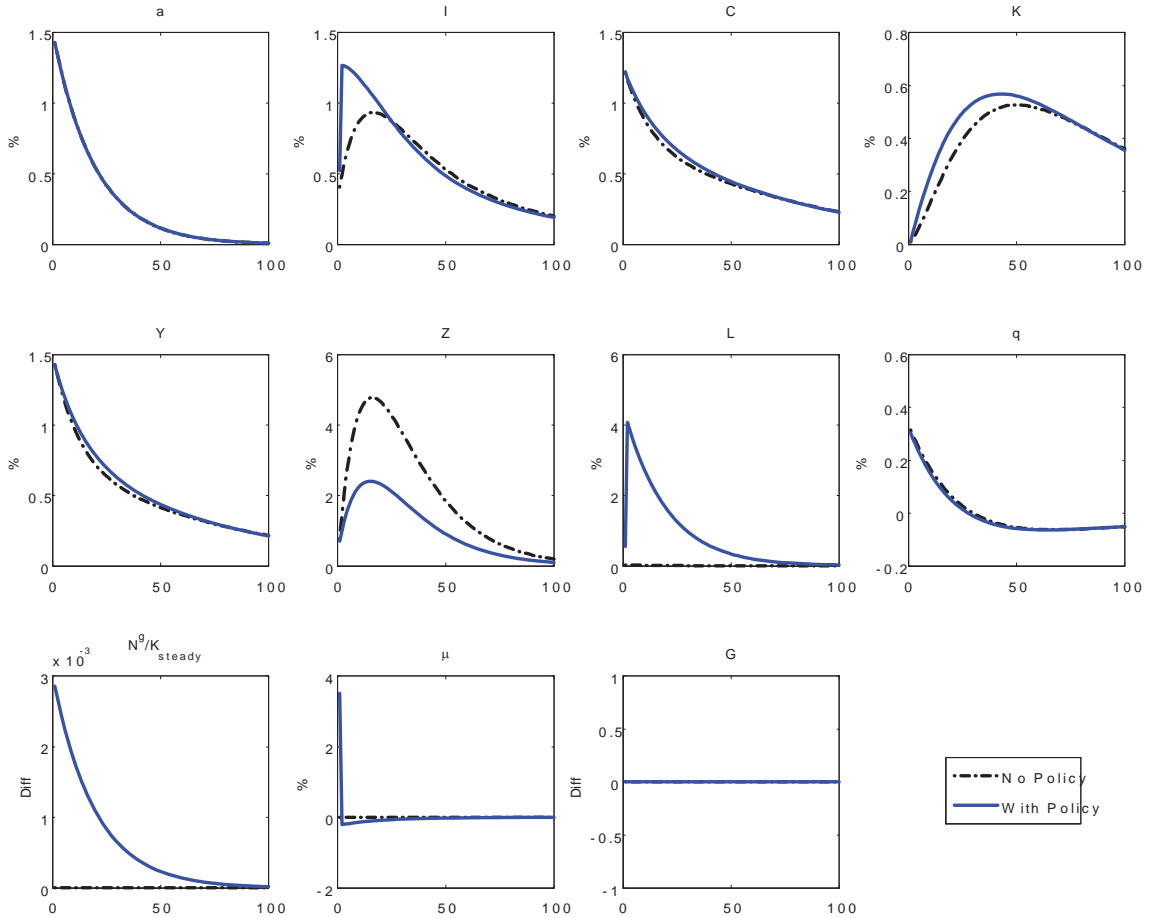 a I C K
1.5 1.5 1.5 0.8
1 1 1 0.6
% % % %
0.4
0.5 0.5 0.5
0.2
0 0 0 0
0 50 100 0 50 100 0 50 100 0 50 100
Y Z L q
1.5 6 6 0.6
0.4
1 4 4
% % % % 0.2
0.5 2 2
0
0 0 0 -0.2
0 50 100 0 50 100 0 50 100 0 50 100
x 10^-3 N^g/K_steady μ G
3 4 1
2 2 0.5
Diff % Diff
1 0 0
-0.5
0 -2 -1
0 50 100 0 50 100 0 50 100
No Policy
With Policy